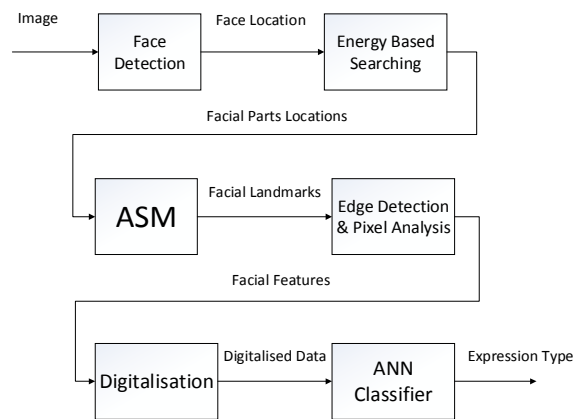 Image
Face
Detection
Face Location
Energy Based
Searching
Facial Parts Locations
ASM
Facial Landmarks
Edge Detection
& Pixel Analysis
Facial Features
Digitalisation
Digitalised Data
ANN
Classifier
Expression Type